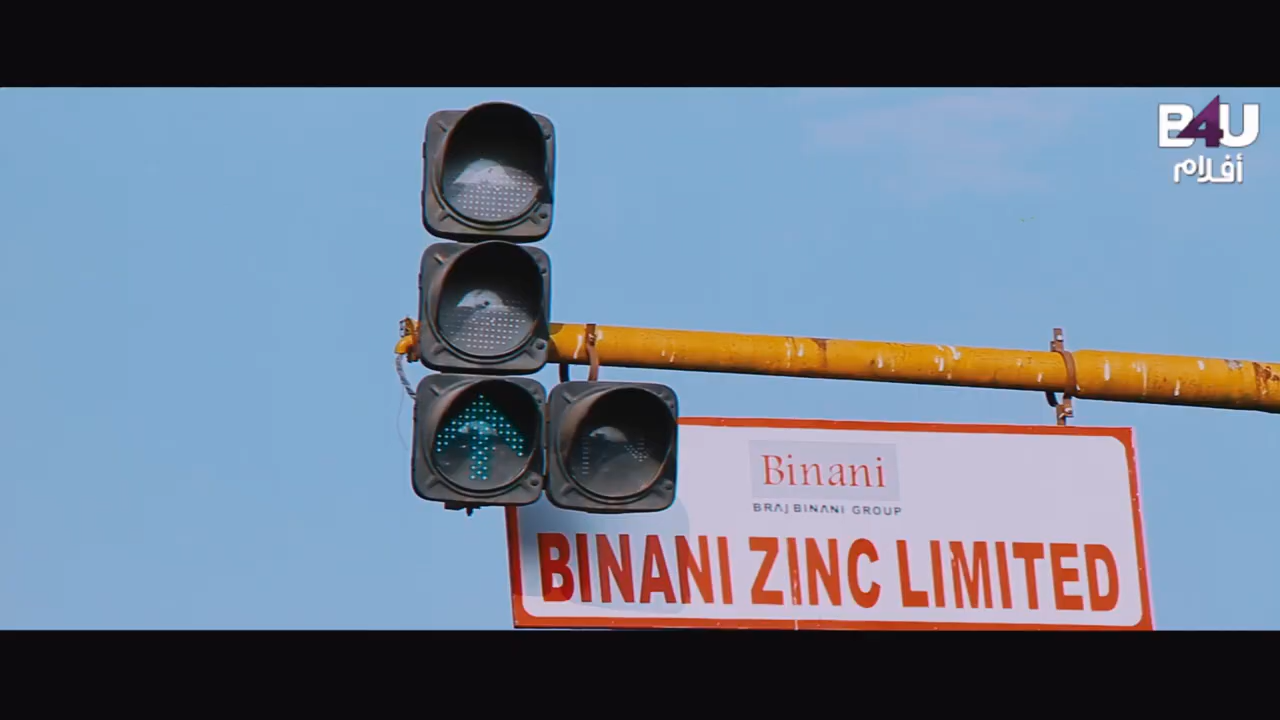 B4U
أفلام
Binani
BRAJ BINANI GROUP
BINANI ZINC LIMITED